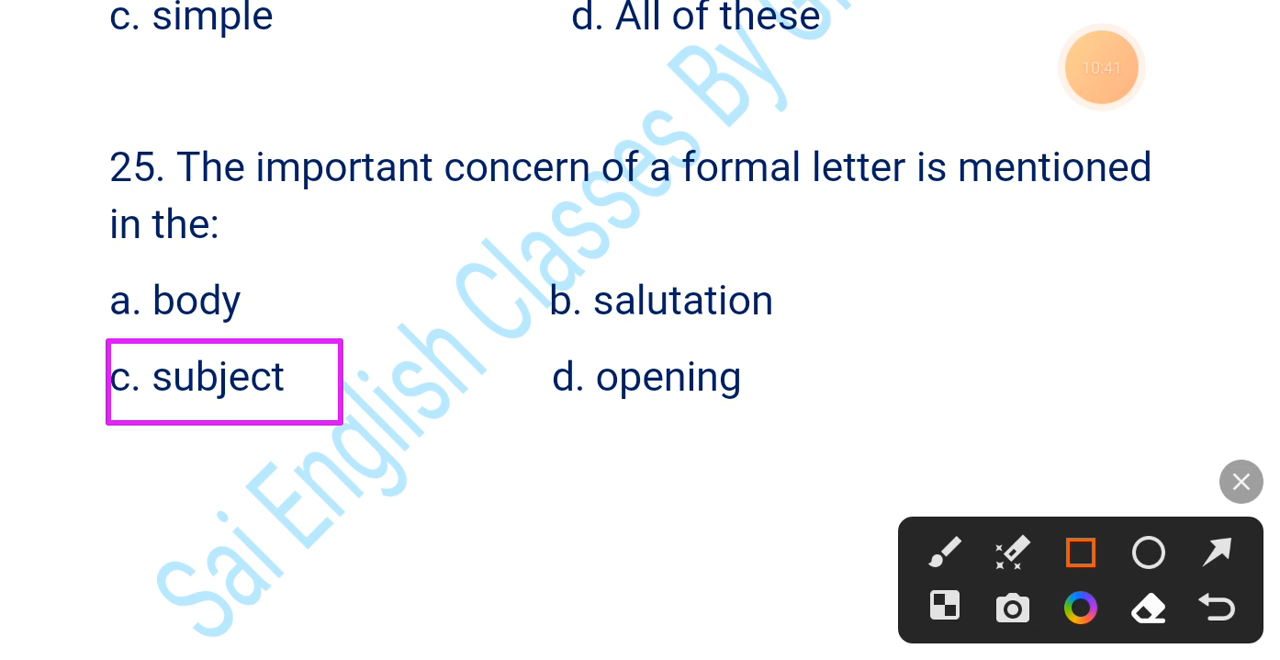 c. simple d. All of these
10:41
25. The important concern of a formal letter is mentioned
in the:
a. body b. salutation
c. subject d. opening
Sai English Classes By